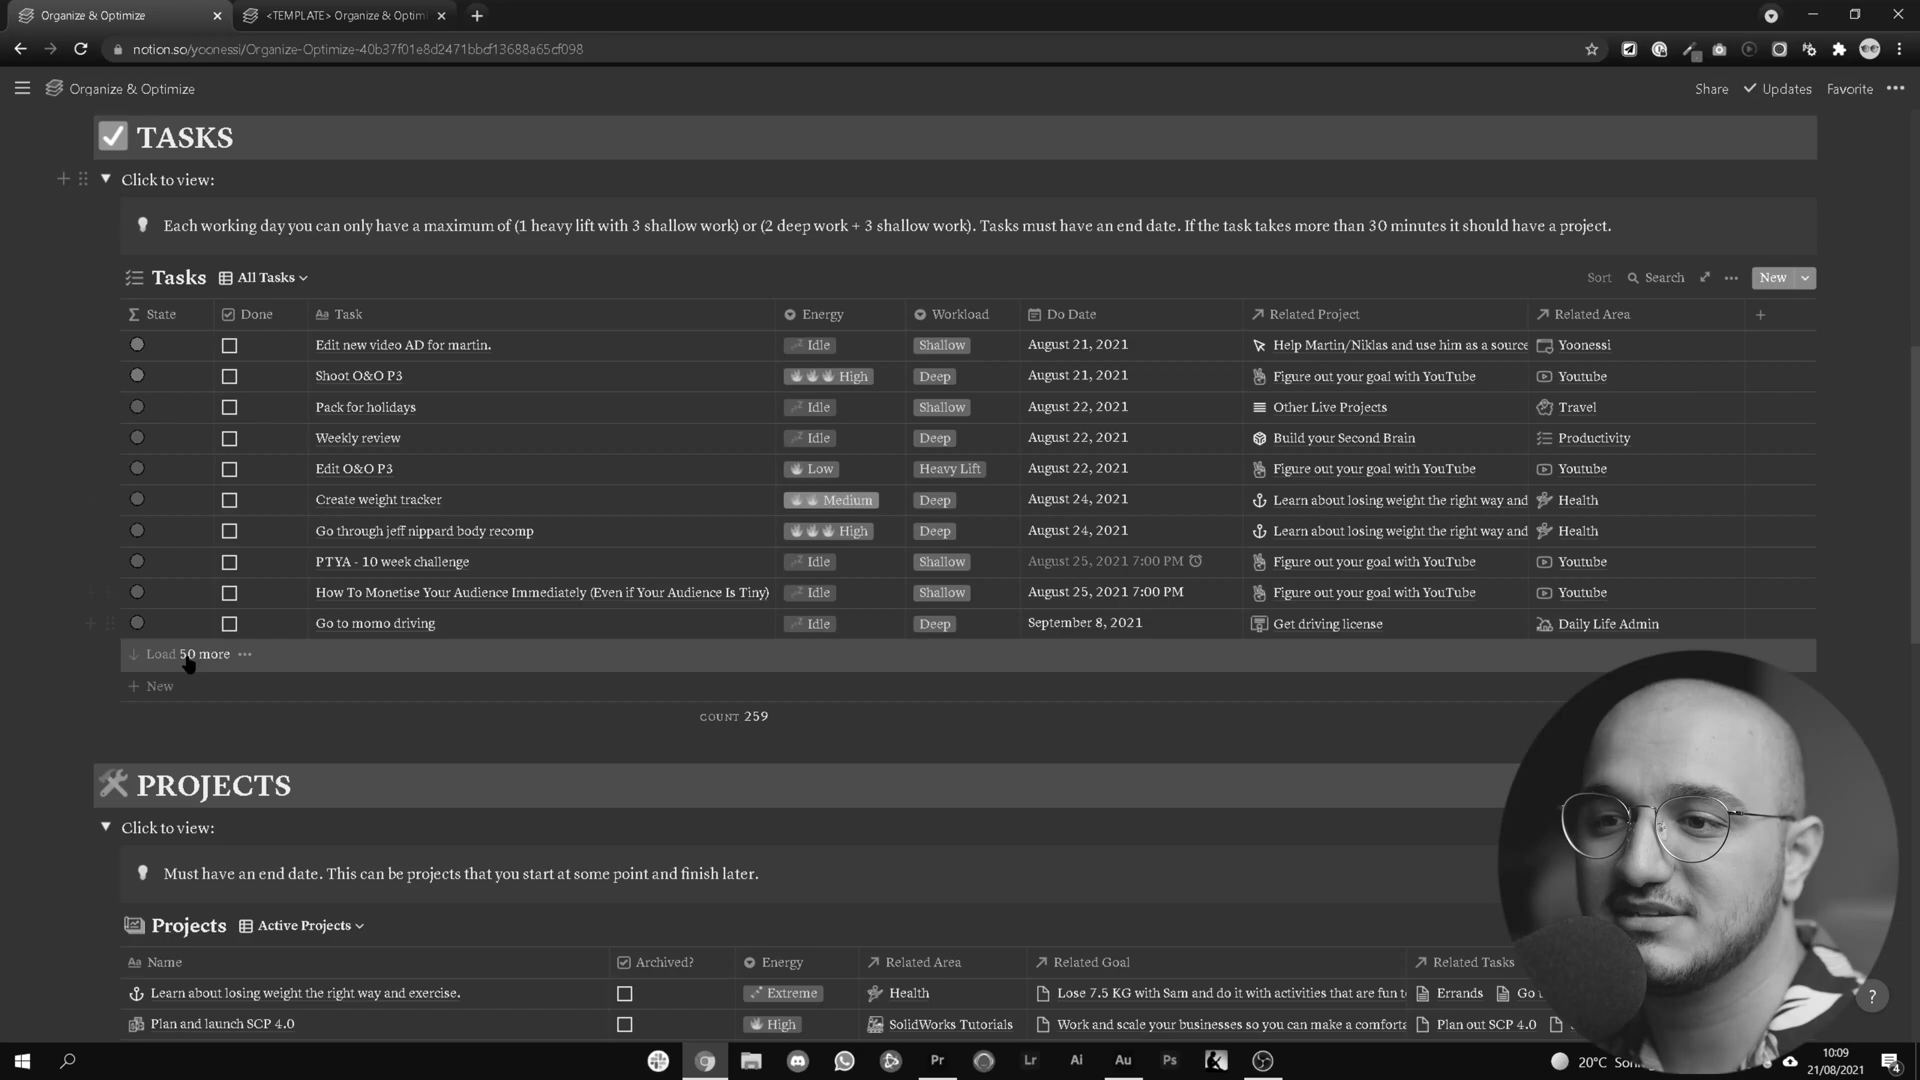 Organize & Optimize
<TEMPLATE> Organize & Optim
notion.so/yoonessi/Organize-Optimize-40b37f01e8d2471bbcf13688a65cf098
Organize & Optimize
Share Updates Favorite
TASKS
Click to view:
Each working day you can only have a maximum of (1 heavy lift with 3 shallow work) or (2 deep work + 3 shallow work). Tasks must have an end date. If the task takes more than 30 minutes it should have a project.
Tasks All Tasks Sort Search New
Σ State Done Aa Task Energy Workload Do Date Related Project Related Area
Edit new video AD for martin. Idle Shallow August 21, 2021 Help Martin/Niklas and use him as a source Yoonessi
Shoot O&O P3 High Deep August 21, 2021 Figure out your goal with YouTube Youtube
Pack for holidays Idle Shallow August 22, 2021 Other Live Projects Travel
Weekly review Idle Deep August 22, 2021 Build your Second Brain Productivity
Edit O&O P3 Low Heavy Lift August 22, 2021 Figure out your goal with YouTube Youtube
Create weight tracker Medium Deep August 24, 2021 Learn about losing weight the right way and Health
Go through jeff nippard body recomp High Deep August 24, 2021 Learn about losing weight the right way and Health
PTYA - 10 week challenge Idle Shallow August 25, 2021 7:00 PM Figure out your goal with YouTube Youtube
How To Monetise Your Audience Immediately (Even if Your Audience Is Tiny) Idle Shallow August 25, 2021 7:00 PM Figure out your goal with YouTube Youtube
Go to momo driving Idle Deep September 8, 2021 Get driving license Daily Life Admin
Load 50 more
New
COUNT 259
PROJECTS
Click to view:
Must have an end date. This can be projects that you start at some point and finish later.
Projects Active Projects
Aa Name Archived? Energy Related Area Related Goal Related Tasks
Learn about losing weight the right way and exercise. Extreme Health Lose 7.5 KG with Sam and do it with activities that are fun t Errands Go t
Plan and launch SCP 4.0 High SolidWorks Tutorials Work and scale your businesses so you can make a comforta Plan out SCP 4.0
?
Pr Lr Ai Au Ps 20°C 10:09
21/08/2021
4